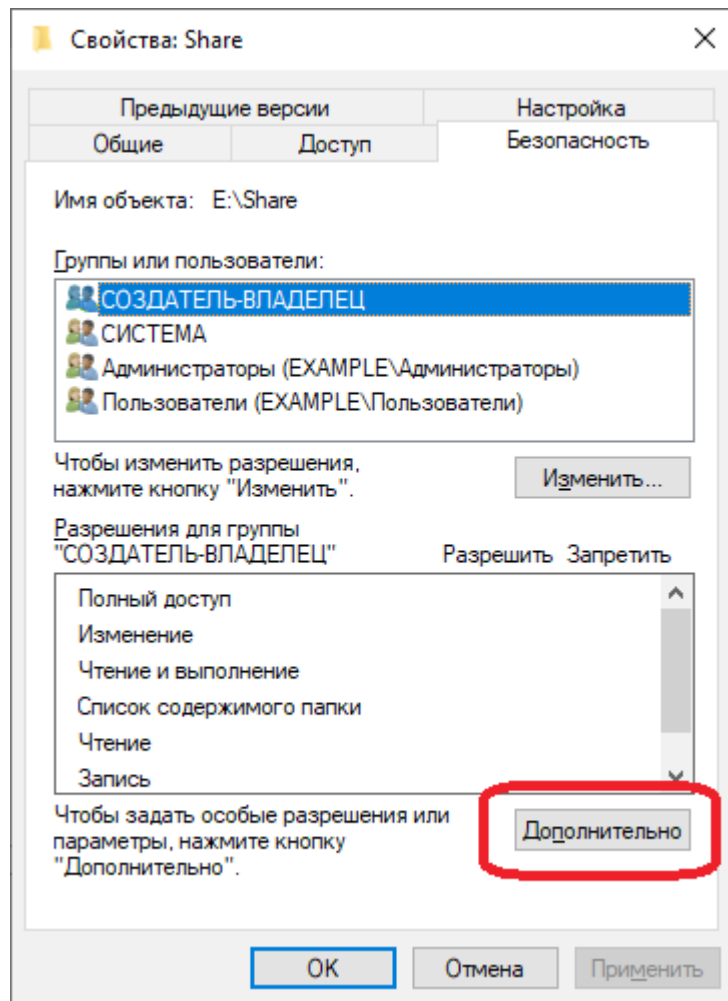 Свойства: Share
Предыдущие версии
Настройка
Общие
Доступ
Безопасность
Имя объекта: E:\Share
Группы или пользователи:
СОЗДАТЕЛЬ-ВЛАДЕЛЕЦ
СИСТЕМА
Администраторы (EXAMPLE\Администраторы)
Пользователи (EXAMPLE\Пользователи)
Чтобы изменить разрешения,
нажмите кнопку "Изменить".
Изменить...
Разрешения для группы
"СОЗДАТЕЛЬ-ВЛАДЕЛЕЦ"
Разрешить Запретить
Полный доступ
Изменение
Чтение и выполнение
Список содержимого папки
Чтение
Запись
Чтобы задать особые разрешения или
параметры, нажмите кнопку
"Дополнительно".
Дополнительно
OK
Отмена
Применить